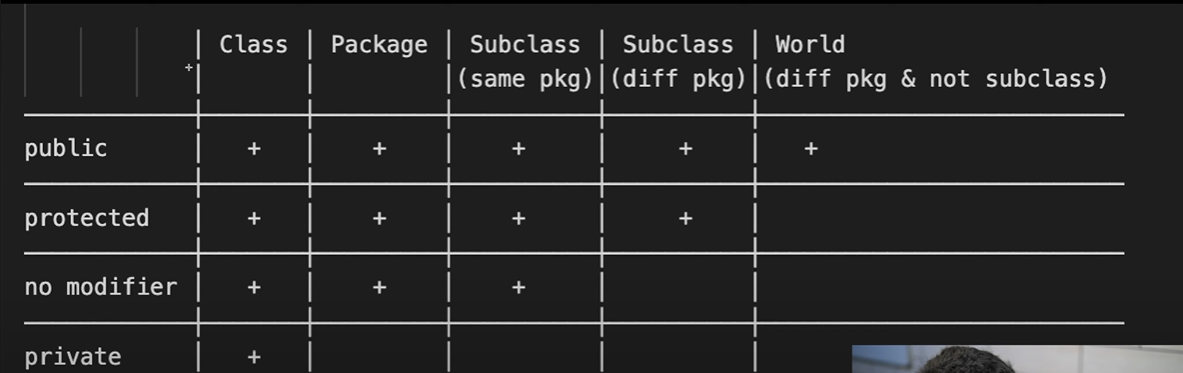 | Class | Package | Subclass | Subclass | World
| | |(same pkg)|(diff pkg)|(diff pkg & not subclass)
public | + | + | + | + | +
protected | + | + | + | + |
no modifier | + | + | + | |
private | + | | | |